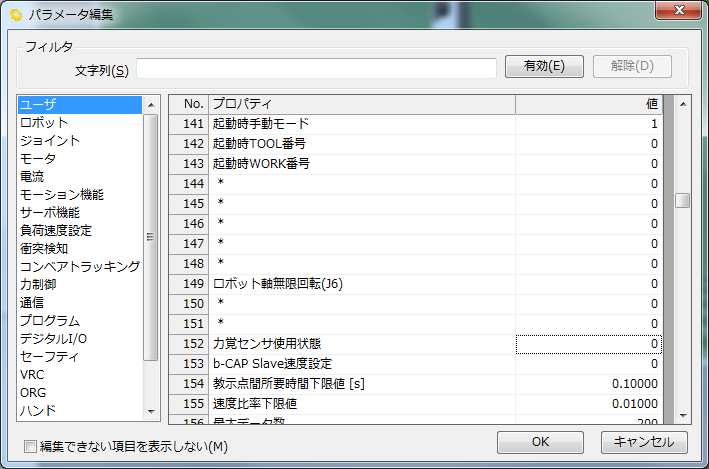 パラメータ編集
フィルタ
文字列(S)
有効(E)
解除(D)
ユーザ
ロボット
ジョイント
モータ
電流
モーション機能
サーボ機能
負荷速度設定
衝突検知
コンベアトラッキング
力制御
通信
プログラム
デジタルI/O
セーフティ
VRC
ORG
ハンド
No. プロパティ 値
141 起動時手動モード 1
142 起動時TOOL番号 0
143 起動時WORK番号 0
144 * 0
145 * 0
146 * 0
147 * 0
148 * 0
149 ロボット軸無限回転(J6) 0
150 * 0
151 * 0
152 力覚センサ使用状態 0
153 b-CAP Slave速度設定 0
154 教示点間所要時間下限値 [s] 0.10000
155 速度比率下限値 0.01000
156 最大データ数 200
編集できない項目を表示しない(M)
OK
キャンセル